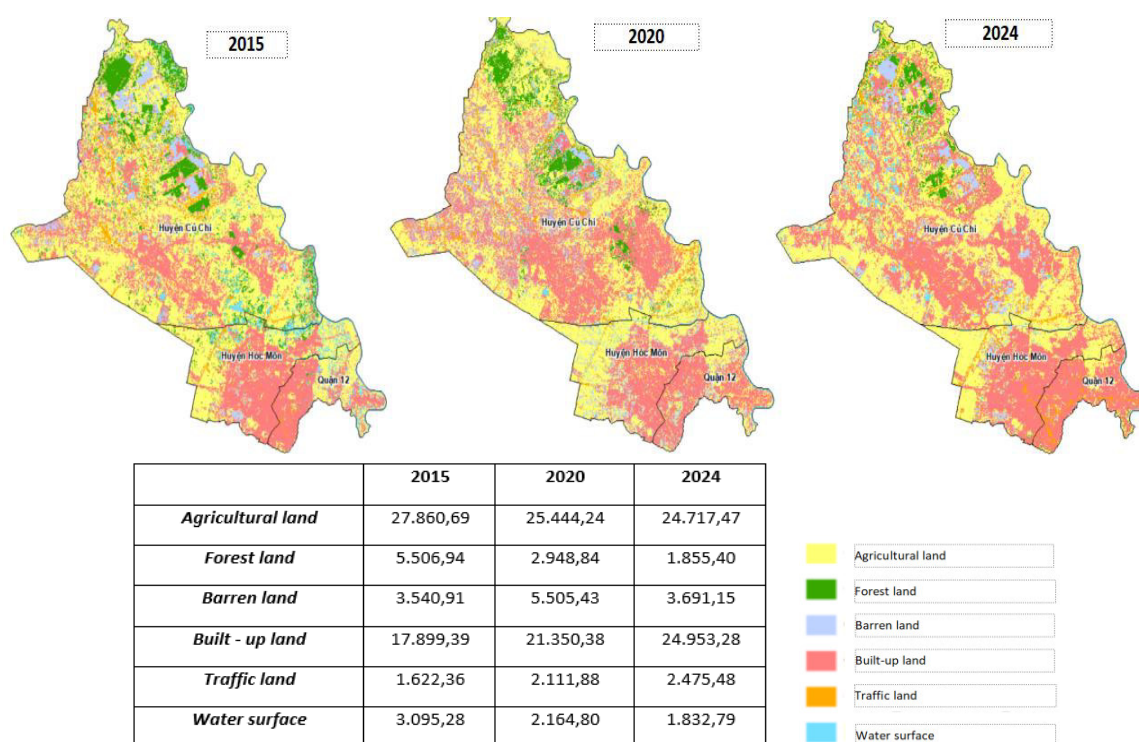 2015
2020
2024
Huyện Củ Chi
Huyện Củ Chi
Huyện Củ Chi
Huyện Hóc Môn
Quận 12
Huyện Hóc Môn
Quận 12
Huyện Hóc Môn
Quận 12
2015 2020 2024
Agricultural land 27.860,69 25.444,24 24.717,47
Forest land 5.506,94 2.948,84 1.855,40
Barren land 3.540,91 5.505,43 3.691,15
Built - up land 17.899,39 21.350,38 24.953,28
Traffic land 1.622,36 2.111,88 2.475,48
Water surface 3.095,28 2.164,80 1.832,79
Agricultural land
Forest land
Barren land
Built-up land
Traffic land
Water surface